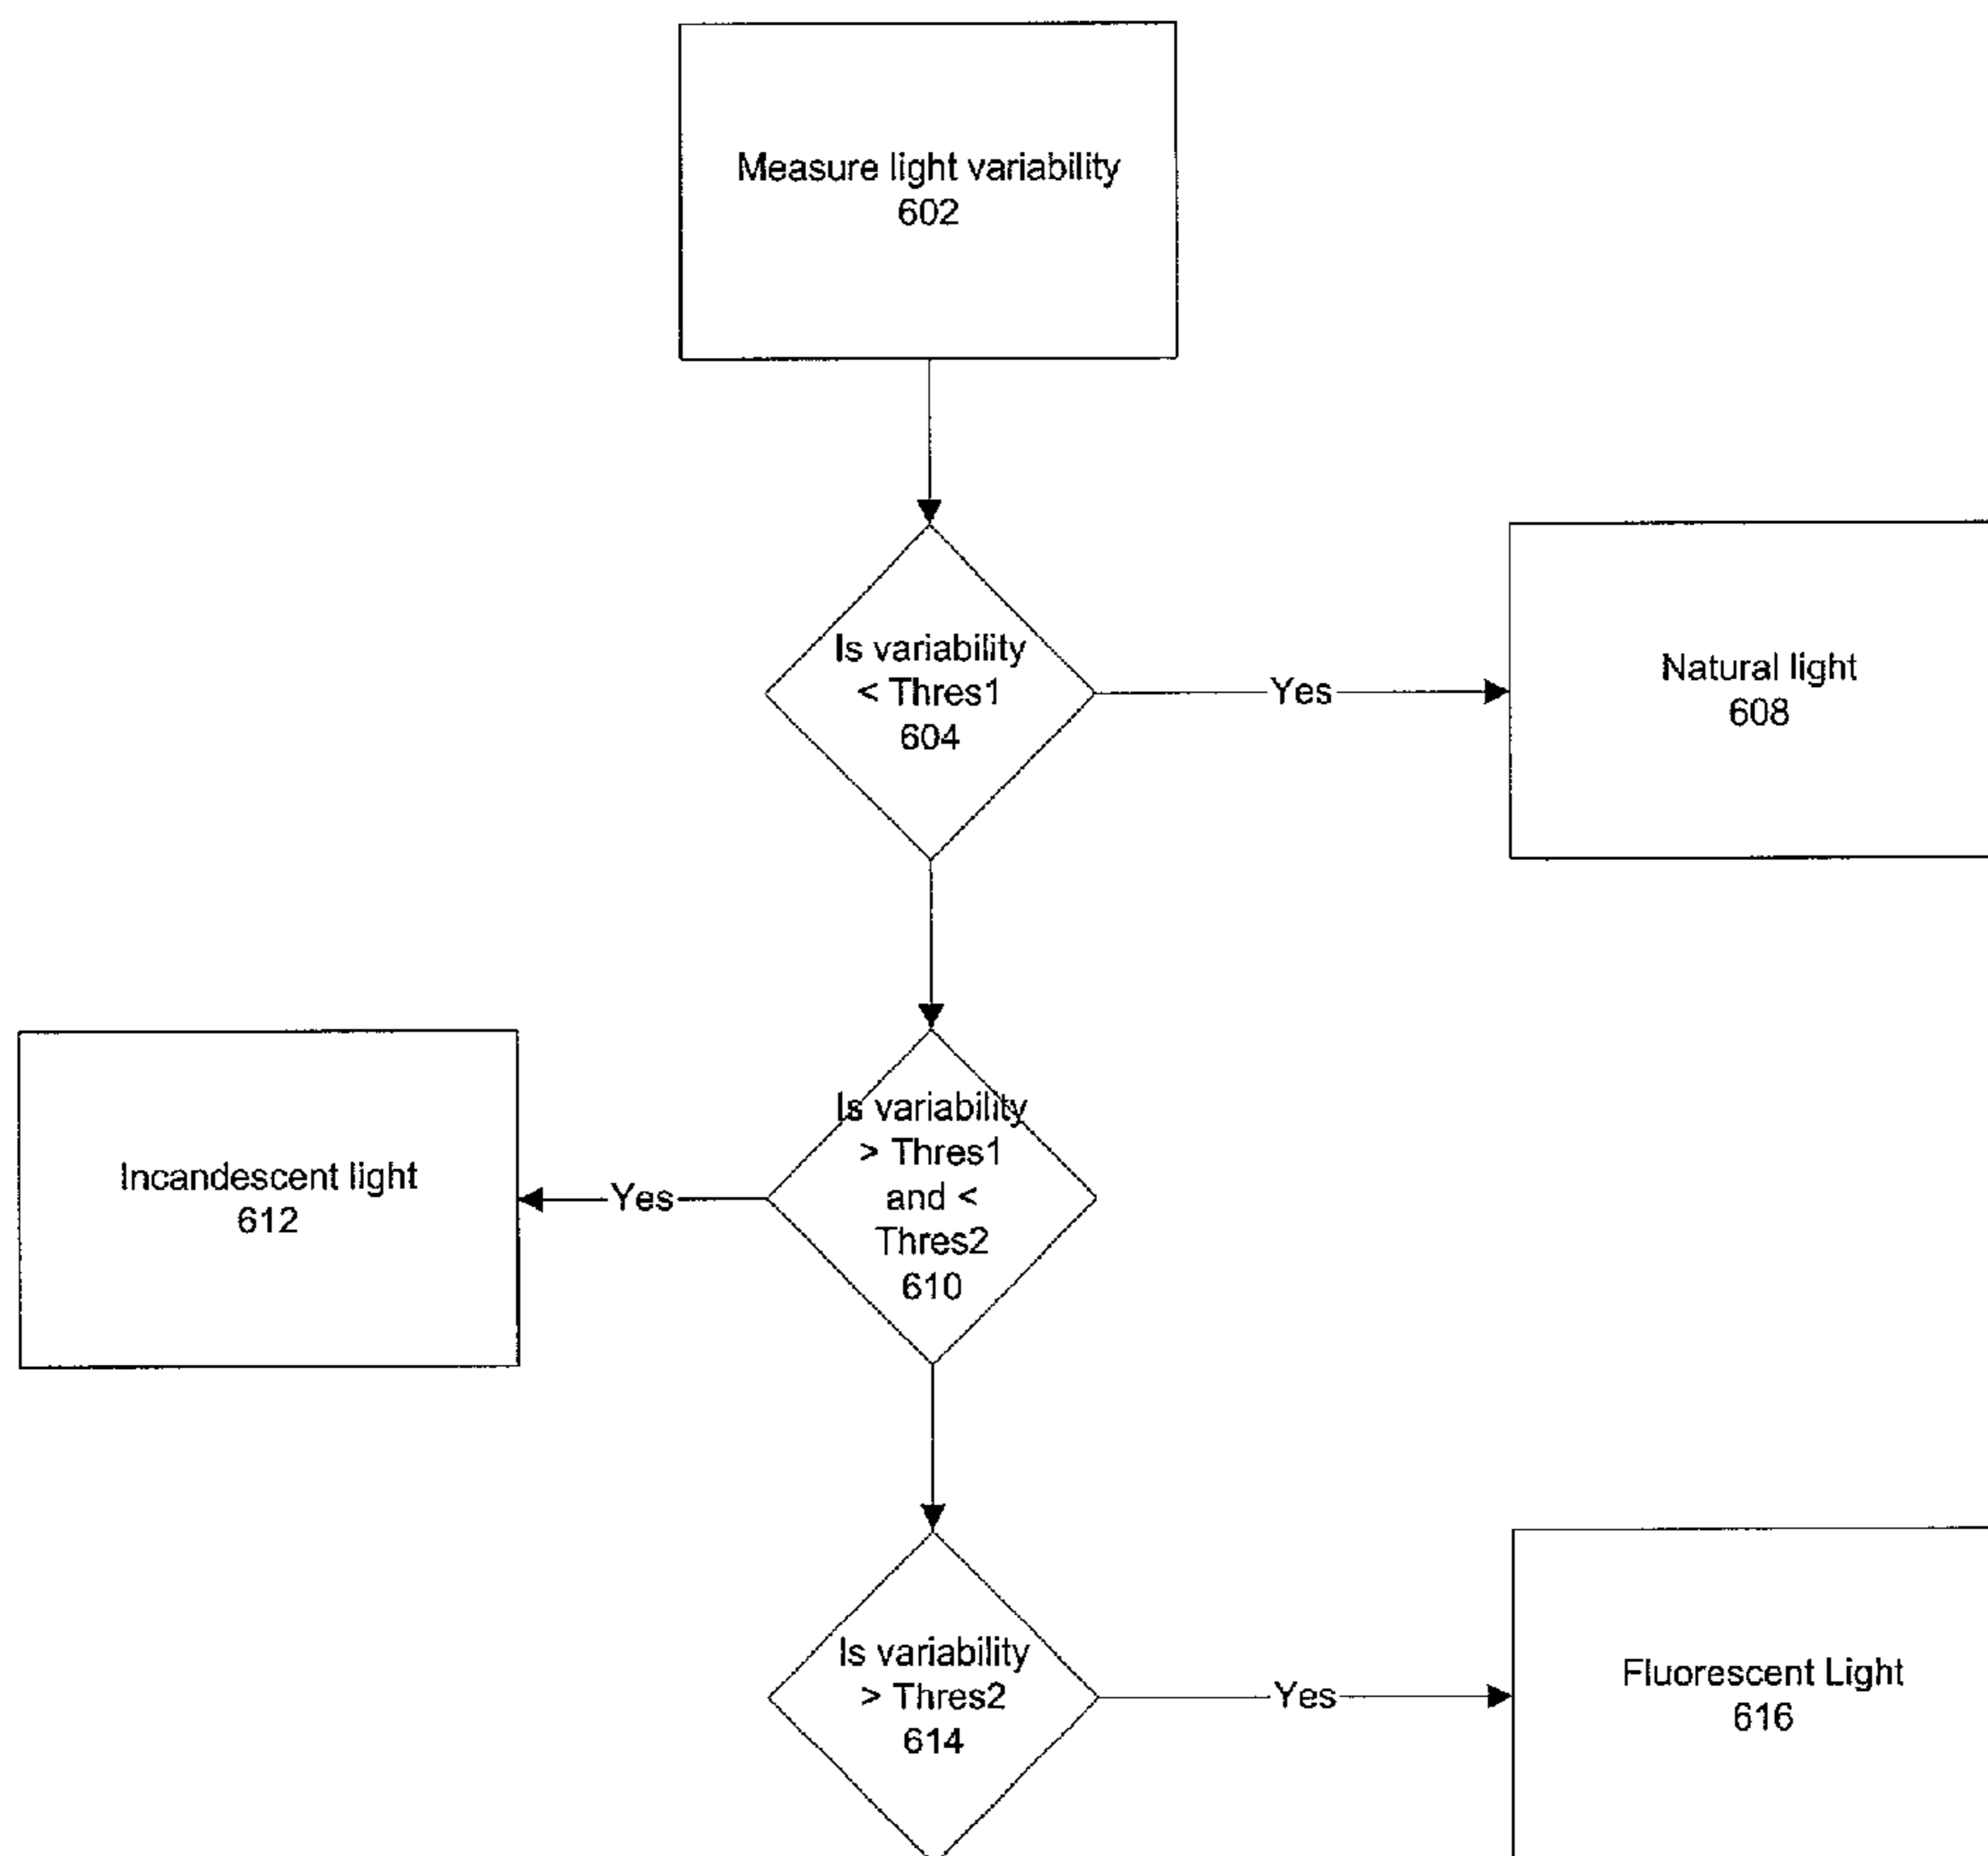 Measure light variability
602
Is variability
< Thres1
604
Yes
Natural light
608
Is variability
> Thres1
and <
Thres2
610
Yes
Incandescent light
612
Is variability
> Thres2
614
Yes
Fluorescent Light
616